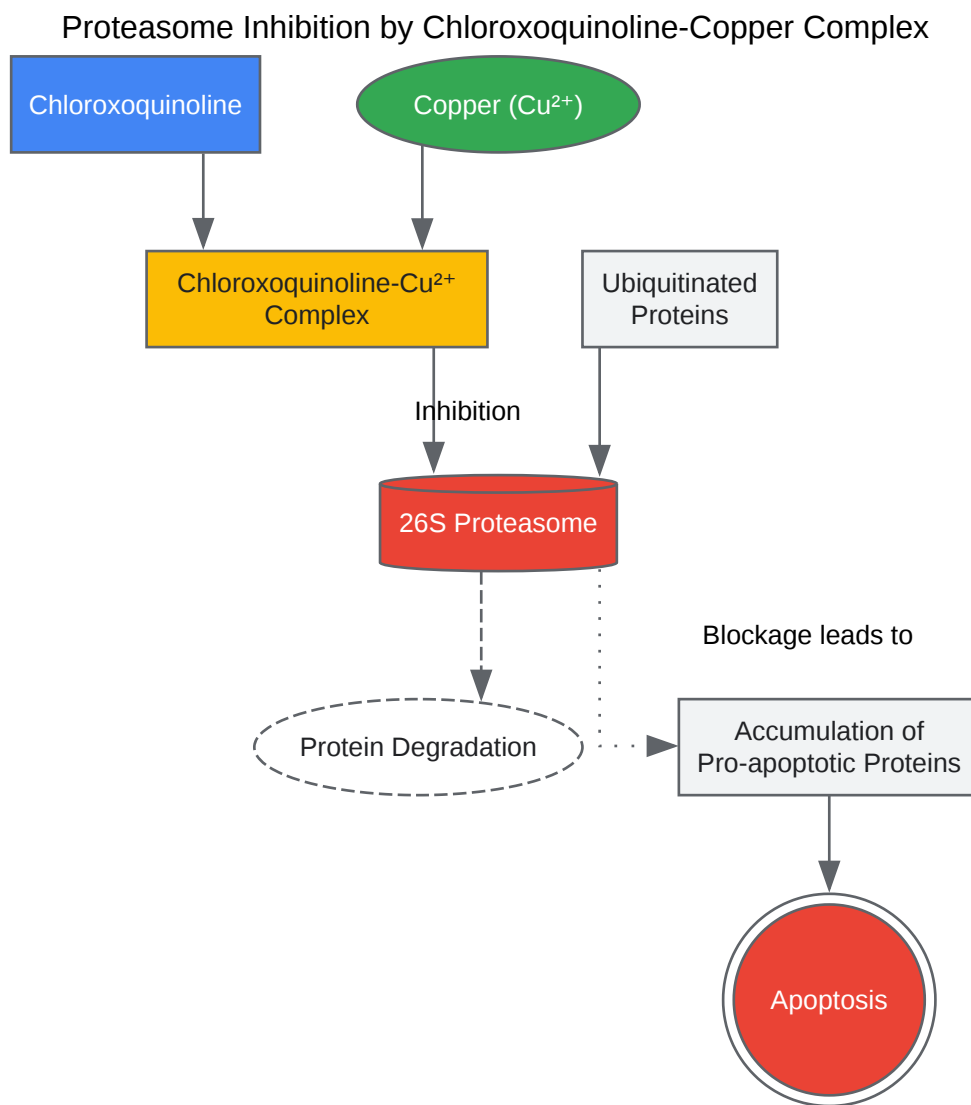 Proteasome Inhibition by Chloroxoquinoline-Copper Complex
Chloroxoquinoline
Copper (Cu²⁺)
Chloroxoquinoline-Cu²⁺
Complex
Ubiquitinated
Proteins
Inhibition
26S Proteasome
Blockage leads to
Protein Degradation
Accumulation of
Pro-apoptotic Proteins
Apoptosis